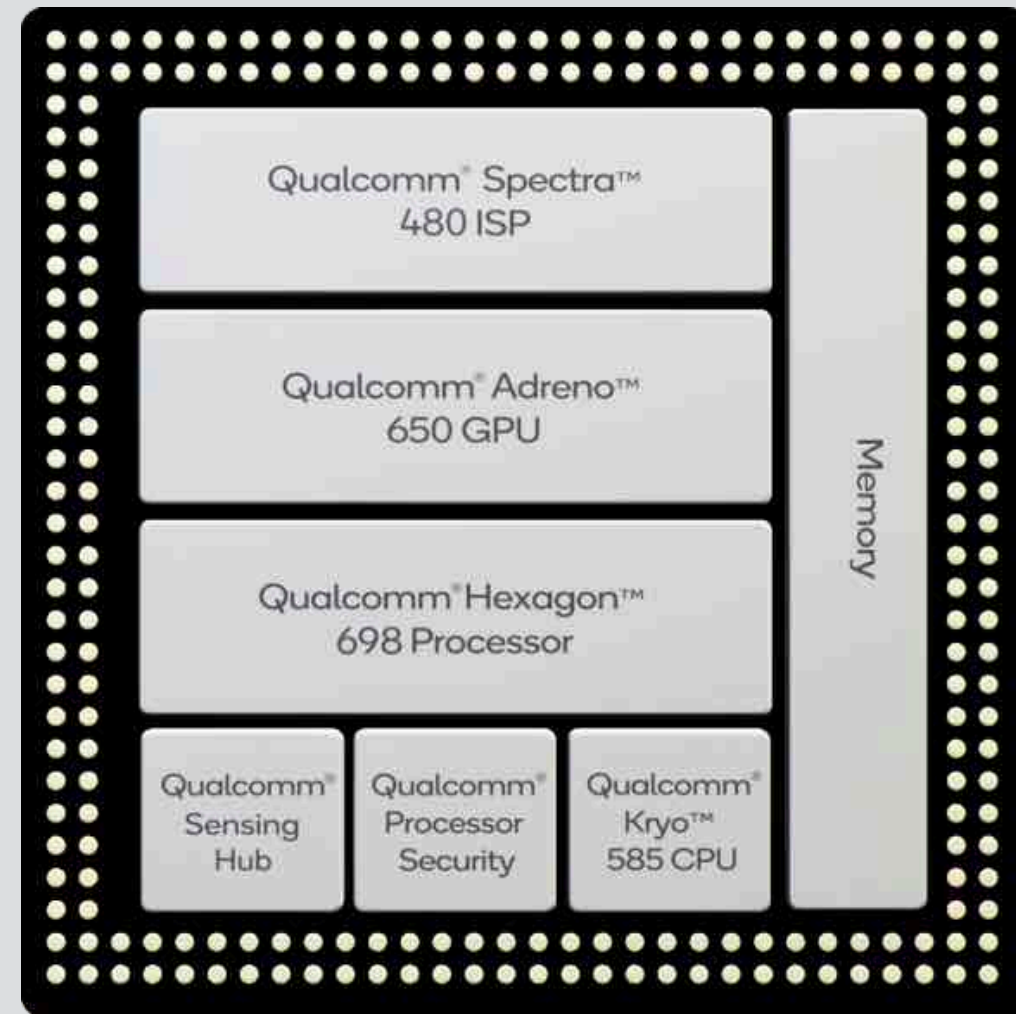 Qualcomm® Spectra™
480 ISP
Qualcomm® Adreno™
650 GPU
Qualcomm® Hexagon™
698 Processor
Memory
Qualcomm®
Sensing
Hub
Qualcomm®
Processor
Security
Qualcomm®
Kryo™
585 CPU